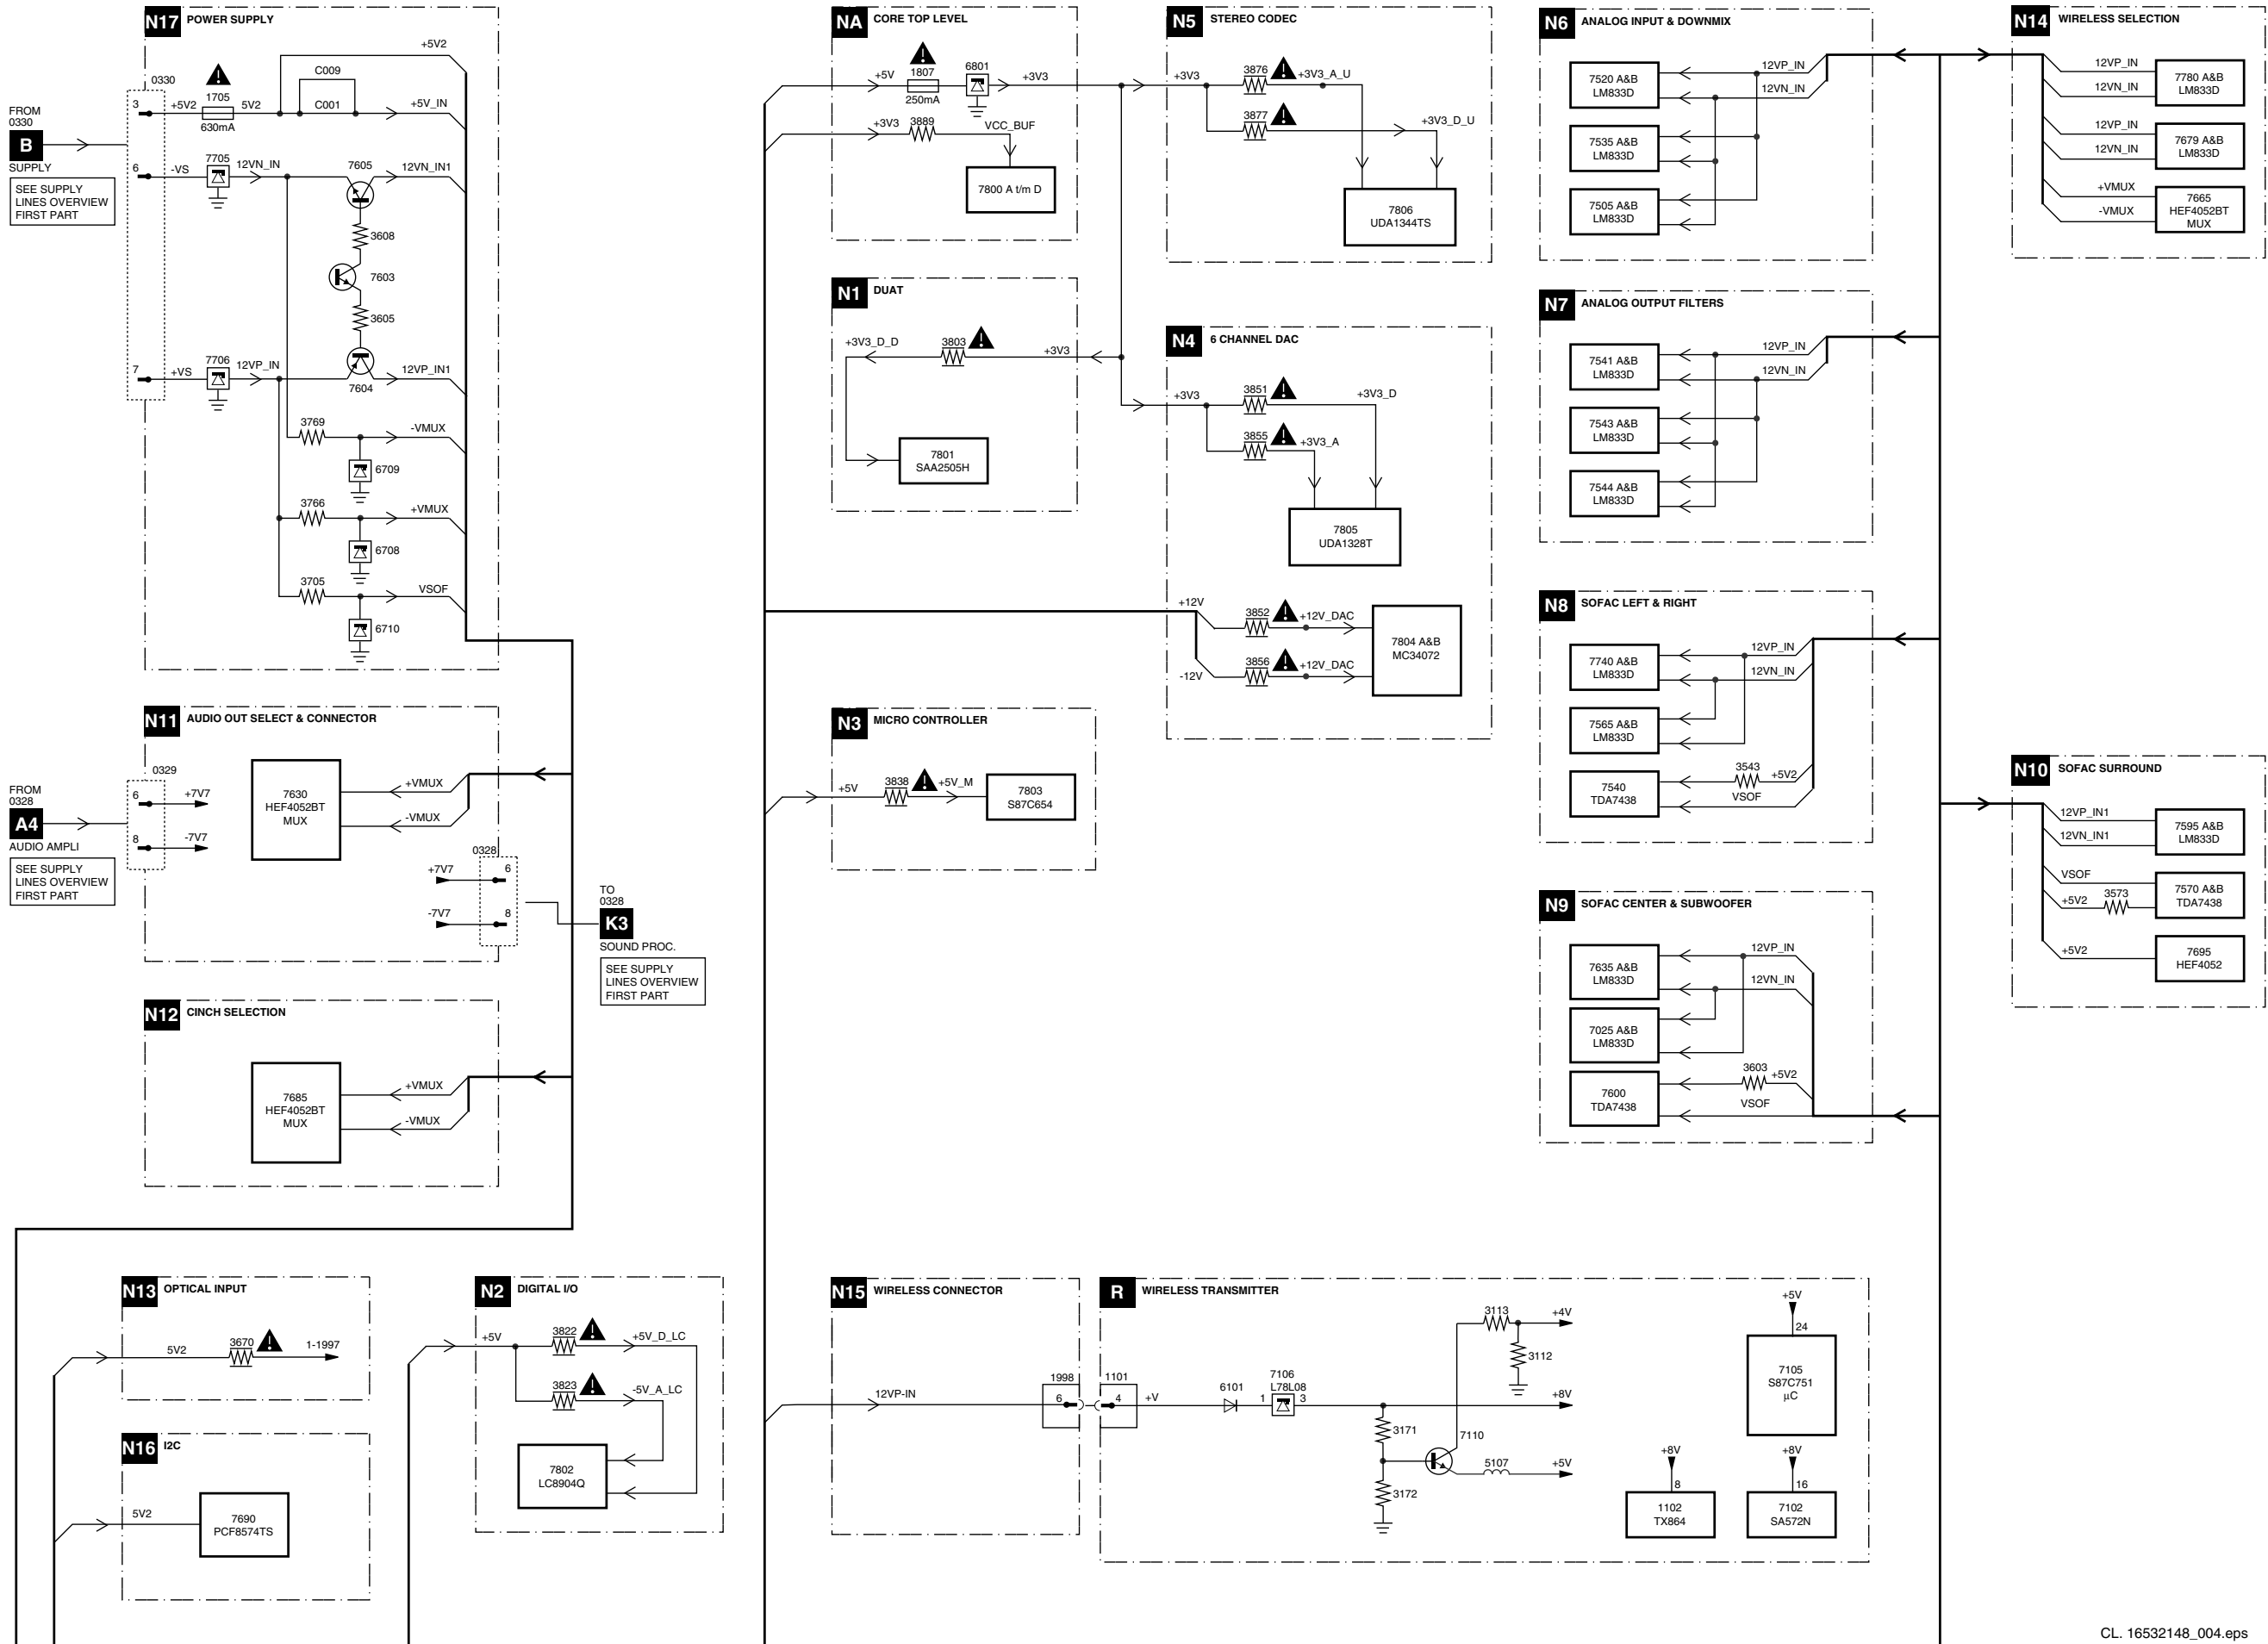 N17 POWER SUPPLY
+5V2
C009
0330
1705
3
+5V2
5V2
C001
+5V_IN
630mA
FROM
0330
B
SUPPLY
SEE SUPPLY
LINES OVERVIEW
FIRST PART
6
-VS
7705
12VN_IN
7605
12VN_IN1
3608
7603
3605
7
+VS
7706
12VP_IN
7604
12VP_IN1
3769
-VMUX
6709
3766
+VMUX
6708
3705
VSOF
6710
N11 AUDIO OUT SELECT & CONNECTOR
0329
FROM
0328
A4
AUDIO AMPLI
SEE SUPPLY
LINES OVERVIEW
FIRST PART
6
+7V7
8
-7V7
7630
HEF4052BT
MUX
+VMUX
-VMUX
0328
+7V7
6
-7V7
8
TO
0328
K3
SOUND PROC.
SEE SUPPLY
LINES OVERVIEW
FIRST PART
N12 CINCH SELECTION
7685
HEF4052BT
MUX
+VMUX
-VMUX
N13 OPTICAL INPUT
5V2
3670
1-1997
N16 I2C
5V2
7690
PCF8574TS
N2 DIGITAL I/O
+5V
3822
+5V_D_LC
3823
-5V_A_LC
7802
LC8904Q
NA CORE TOP LEVEL
+5V
1807
250mA
6801
+3V3
+3V3
3889
VCC_BUF
7800 A t/m D
N1 DUAT
+3V3_D_D
3803
+3V3
7801
SAA2505H
N5 STEREO CODEC
+3V3
3876
+3V3_A_U
3877
+3V3_D_U
7806
UDA1344TS
N4 6 CHANNEL DAC
+3V3
3851
+3V3_D
3855
+3V3_A
7805
UDA1328T
+12V
3852
+12V_DAC
-12V
3856
+12V_DAC
7804 A&B
MC34072
N3 MICRO CONTROLLER
+5V
3838
+5V_M
7803
S87C654
N15 WIRELESS CONNECTOR
12VP-IN
1998
6
R WIRELESS TRANSMITTER
1101
4
+V
6101
7106
L78L08
1
3
3113
+4V
3112
+8V
3171
7110
5107
+5V
3172
+5V
24
7105
S87C751
µC
+8V
8
1102
TX864
+8V
16
7102
SA572N
N6 ANALOG INPUT & DOWNMIX
7520 A&B
LM833D
12VP_IN
12VN_IN
7535 A&B
LM833D
7505 A&B
LM833D
N7 ANALOG OUTPUT FILTERS
7541 A&B
LM833D
12VP_IN
12VN_IN
7543 A&B
LM833D
7544 A&B
LM833D
N8 SOFAC LEFT & RIGHT
7740 A&B
LM833D
12VP_IN
12VN_IN
7565 A&B
LM833D
7540
TDA7438
3543
+5V2
VSOF
N9 SOFAC CENTER & SUBWOOFER
7635 A&B
LM833D
12VP_IN
12VN_IN
7025 A&B
LM833D
7600
TDA7438
3603
+5V2
VSOF
N14 WIRELESS SELECTION
12VP_IN
12VN_IN
7780 A&B
LM833D
12VP_IN
12VN_IN
7679 A&B
LM833D
+VMUX
-VMUX
7665
HEF4052BT
MUX
N10 SOFAC SURROUND
12VP_IN1
12VN_IN1
7595 A&B
LM833D
VSOF
+5V2
3573
7570 A&B
TDA7438
+5V2
7695
HEF4052
CL. 16532148_004.eps